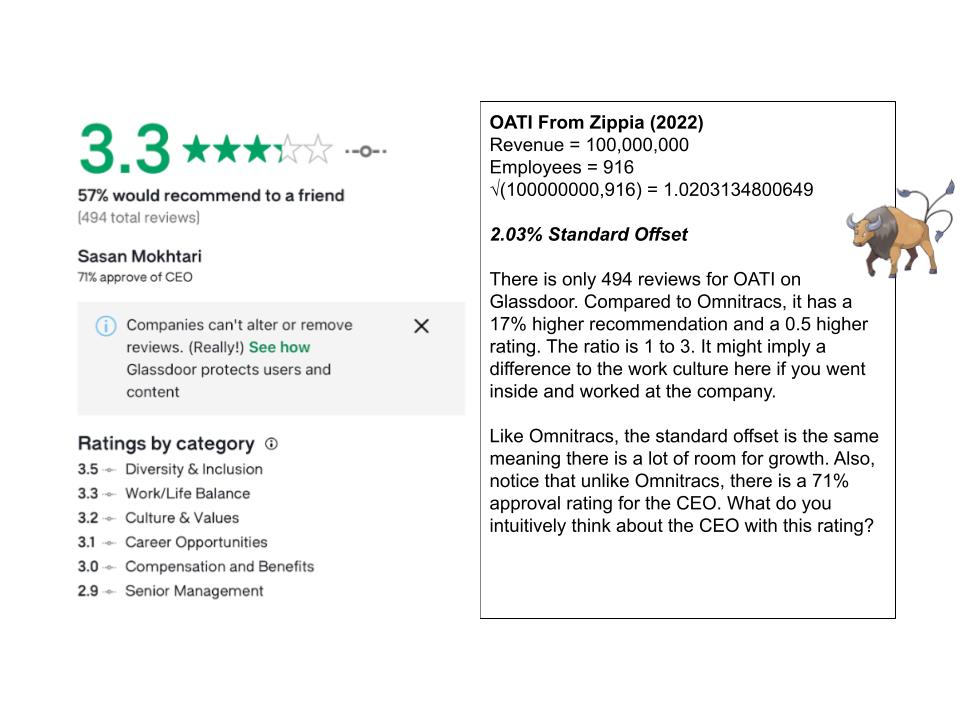 3.3
57% would recommend to a friend
(494 total reviews)
Sasan Mokhtari
71% approve of CEO
Companies can't alter or remove
reviews. (Really!) See how
Glassdoor protects users and
content
Ratings by category
3.5 Diversity & Inclusion
3.3 Work/Life Balance
3.2 Culture & Values
3.1 Career Opportunities
3.0 Compensation and Benefits
2.9 Senior Management
OATI From Zippia (2022)
Revenue = 100,000,000
Employees = 916
√(100000000,916) = 1.0203134800649
2.03% Standard Offset
There is only 494 reviews for OATI on
Glassdoor. Compared to Omnitracs, it has a
17% higher recommendation and a 0.5 higher
rating. The ratio is 1 to 3. It might imply a
difference to the work culture here if you went
inside and worked at the company.
Like Omnitracs, the standard offset is the same
meaning there is a lot of room for growth. Also,
notice that unlike Omnitracs, there is a 71%
approval rating for the CEO. What do you
intuitively think about the CEO with this rating?